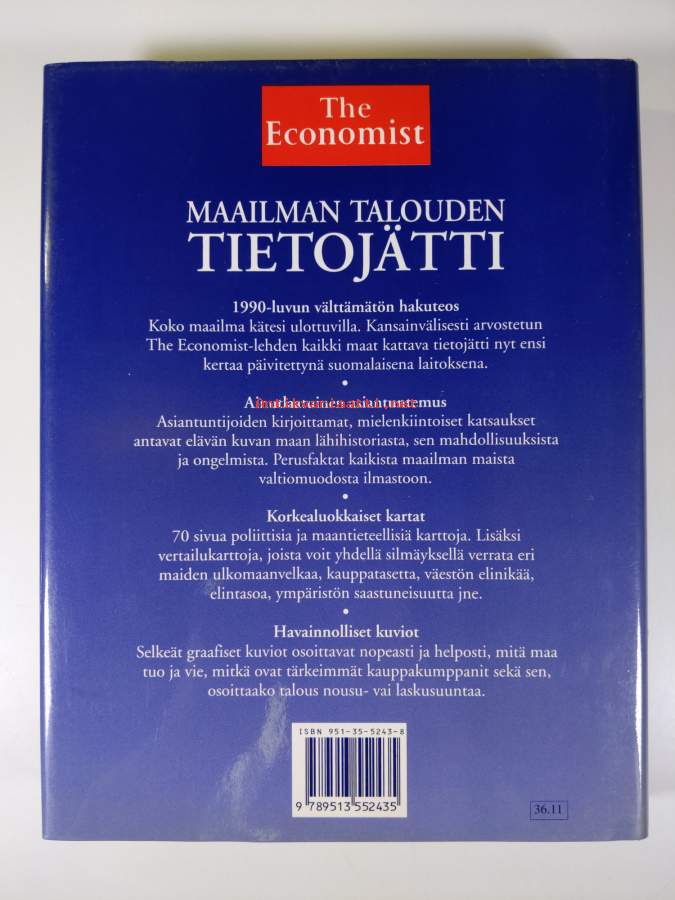 The
Economist
MAAILMAN TALOUDEN
TIETOJÄTTI
1990-luvun välttämätön hakuteos
Koko maailma kätesi ulottuvilla. Kansainvälisesti arvostetun
The Economist-lehden kaikki maat kattava tietojätti nyt ensi
kertaa päivitettynä suomalaisena laitoksena.
•
Ainutlaatuinen asiantuntemus
Asiantuntijoiden kirjoittamat, mielenkiintoiset katsaukset
antavat elävän kuvan maan lähihistoriasta, sen mahdollisuuksista
ja ongelmista. Perusfaktat kaikista maailman maista
valtiomuodosta ilmastoon.
•
Korkealuokkaiset kartat
70 sivua poliittisia ja maantieteellisiä karttoja. Lisäksi
vertailukarttoja, joista voit yhdellä silmäyksellä verrata eri
maiden ulkomaanvelkaa, kauppatasetta, väestön elinikää,
elintasoa, ympäristön saastuneisuutta jne.
•
Havainnolliset kuviot
Selkeät graafiset kuviot osoittavat nopeasti ja helposti, mitä maa
tuo ja vie, mitkä ovat tärkeimmät kauppakumppanit sekä sen,
osoittaako talous nousu- vai laskusuuntaa.
ISBN 951-35-5243-8
9 789513 552435
36.11